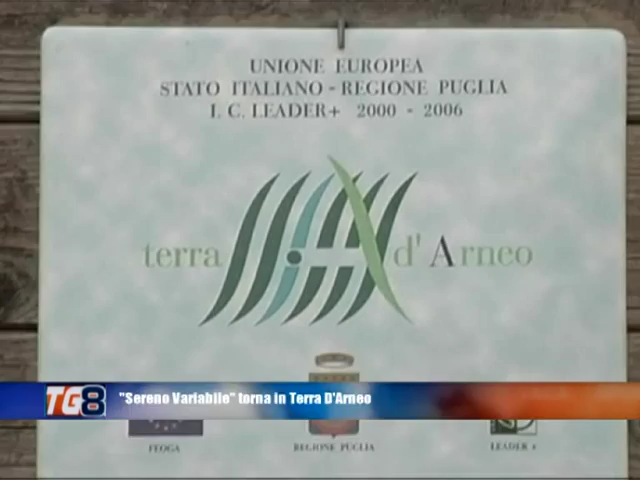 UNIONE EUROPEA
STATO ITALIANO - REGIONE PUGLIA
I. C. LEADER+ 2000 - 2006
terra d' Arneo
TG8 "Sereno Variabile" torna in Terra D'Arneo
FEOGA REGIONE PUGLIA LEADER +